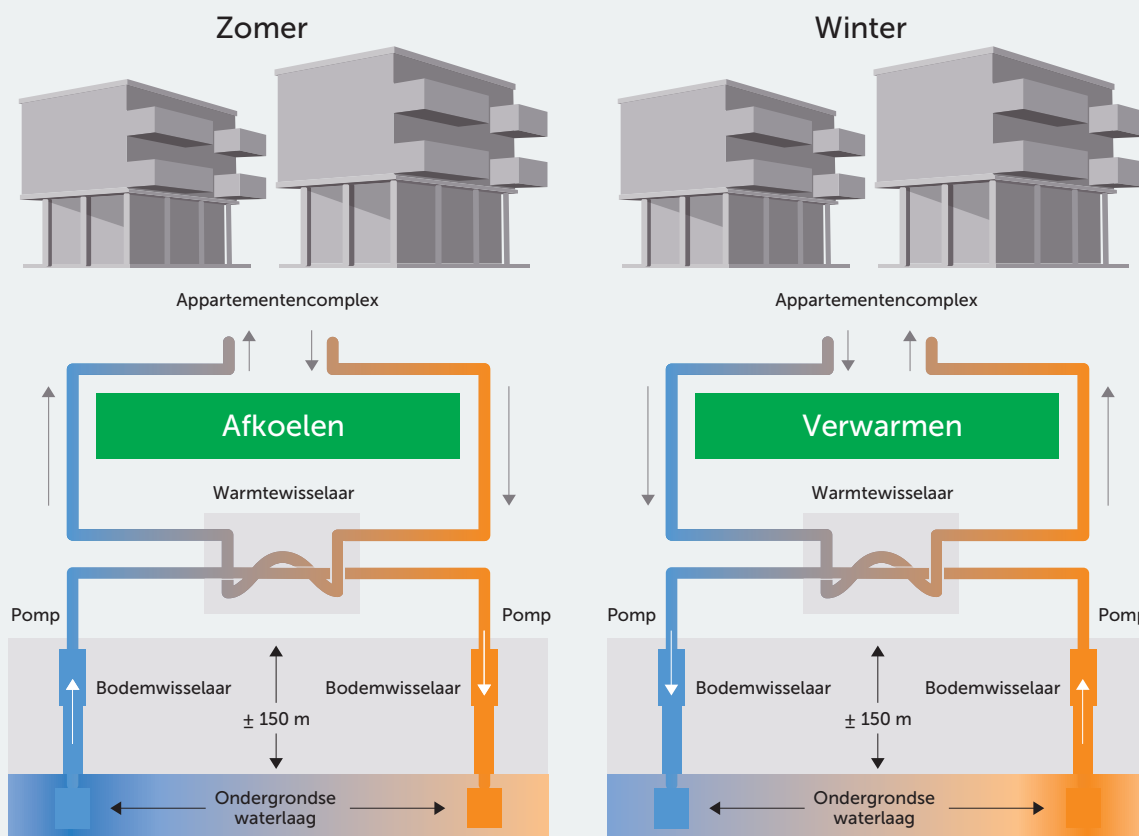 Zomer
Appartementencomplex
Afkoelen
Warmtewisselaar
Pomp
Pomp
Bodemwisselaar
Bodemwisselaar
± 150 m
Ondergrondse
waterlaag
Winter
Appartementencomplex
Verwarmen
Warmtewisselaar
Pomp
Pomp
Bodemwisselaar
Bodemwisselaar
± 150 m
Ondergrondse
waterlaag